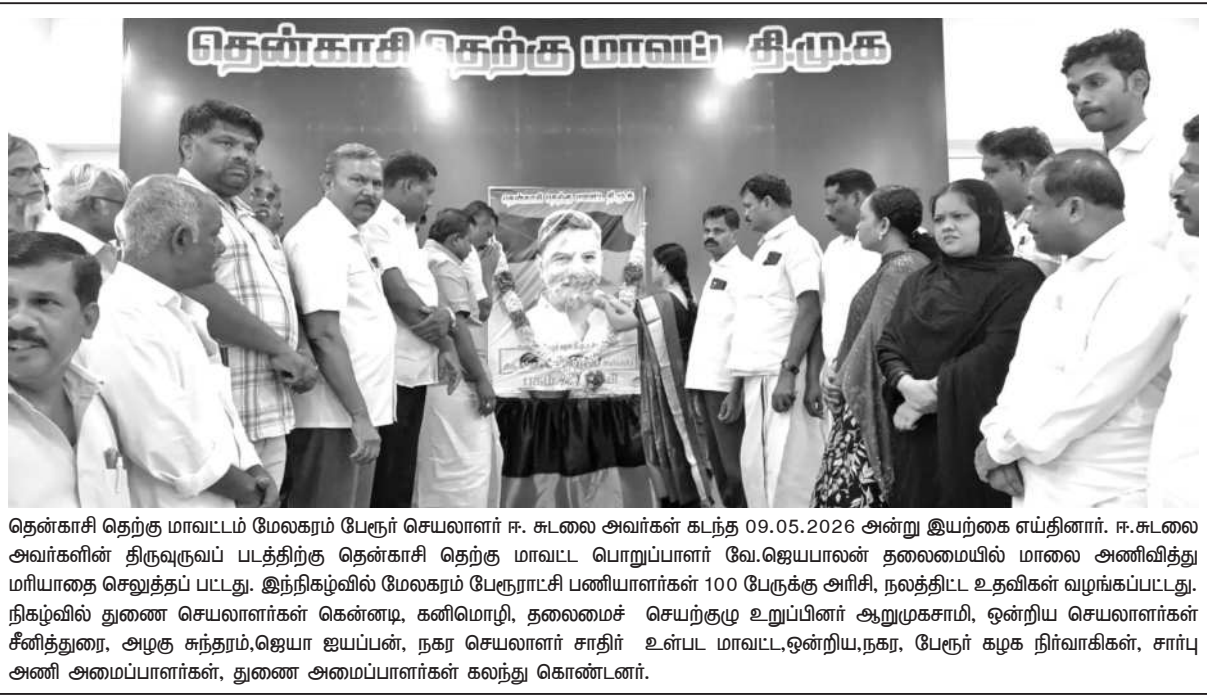 தென்காசி தெற்கு மாவட்ட தி.மு.க
தென்காசி தெற்கு மாவட்ட தி.மு.க
தென்காசி தெற்கு மாவட்டம் மேலகரம் பேரூர் செயலாளர் ஈ. சுடலை அவர்கள் கடந்த 09.05.2026 அன்று இயற்கை எய்தினார். ஈ.சுடலை
அவர்களின் திருவுருவப் படத்திற்கு தென்காசி தெற்கு மாவட்ட பொறுப்பாளர் வே.ஜெயபாலன் தலைமையில் மாலை அணிவித்து
மரியாதை செலுத்தப் பட்டது. இந்நிகழ்வில் மேலகரம் பேரூராட்சி பணியாளர்கள் 100 பேருக்கு அரிசி, நலத்திட்ட உதவிகள் வழங்கப்பட்டது.
நிகழ்வில் துணை செயலாளர்கள் கென்னடி, கனிமொழி, தலைமைச் செயற்குழு உறுப்பினர் ஆறுமுகசாமி, ஒன்றிய செயலாளர்கள்
சீனித்துரை, அழகு சுந்தரம்,ஜெயா ஐயப்பன், நகர செயலாளர் சாதிர் உள்பட மாவட்ட,ஒன்றிய,நகர, பேரூர் கழக நிர்வாகிகள், சார்பு
அணி அமைப்பாளர்கள், துணை அமைப்பாளர்கள் கலந்து கொண்டனர்.